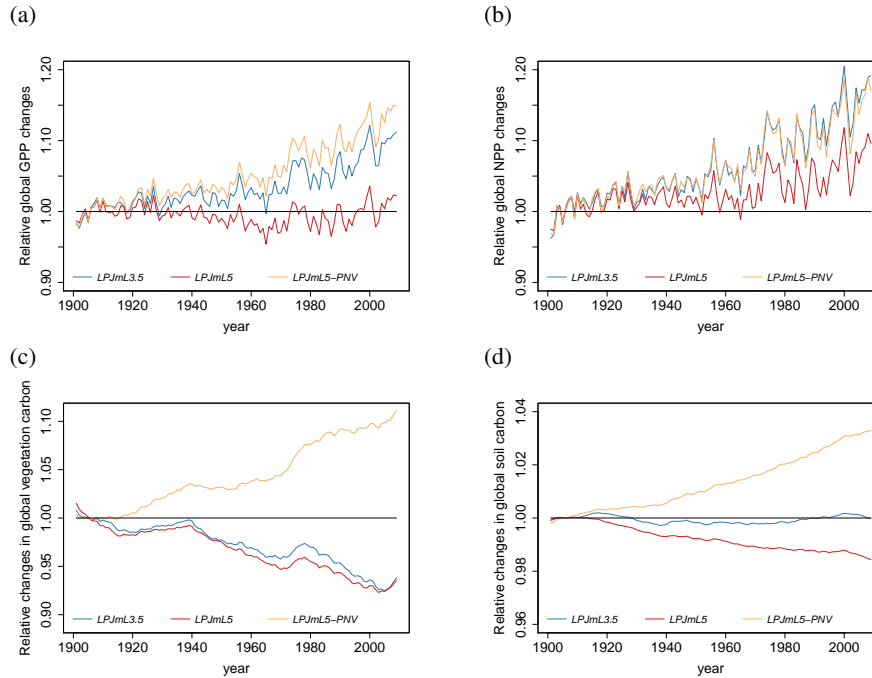 (a)
Relative global GPP changes
0.90 1.00 1.10 1.20
LPJmL3.5 LPJmL5 LPJmL5−PNV
1900 1920 1940 1960 1980 2000
year
(b)
Relative global NPP changes
0.90 1.00 1.10 1.20
LPJmL3.5 LPJmL5 LPJmL5−PNV
1900 1920 1940 1960 1980 2000
year
(c)
Relative changes in global vegetation carbon
0.90 0.95 1.00 1.05 1.10
LPJmL3.5 LPJmL5 LPJmL5−PNV
1900 1920 1940 1960 1980 2000
year
(d)
Relative changes in global soil carbon
0.96 0.98 1.00 1.02 1.04
LPJmL3.5 LPJmL5 LPJmL5−PNV
1900 1920 1940 1960 1980 2000
year